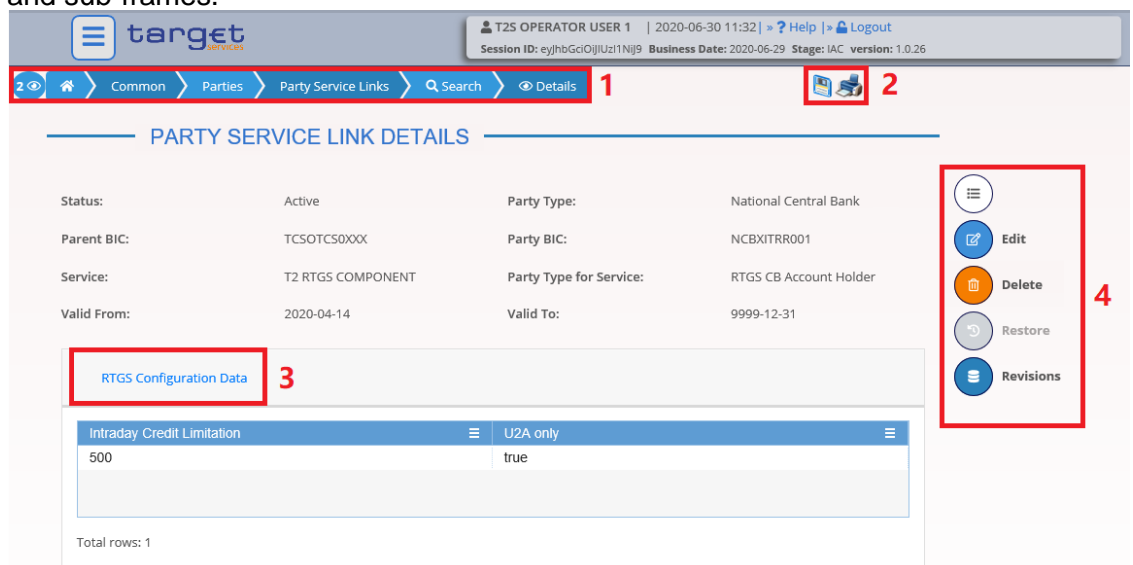 and sub-frames.
target
services
T2S OPERATOR USER 1 | 2020-06-30 11:32| » ? Help |» Logout
Session ID: eyJhbGciOiJIUzI1NiJ9 Business Date: 2020-06-29 Stage: IAC version: 1.0.26
2 Common Parties Party Service Links Search Details 1 2
PARTY SERVICE LINK DETAILS
Status: Active Party Type: National Central Bank
Parent BIC: TCSOTCS0XXX Party BIC: NCBXITRR001 Edit
Service: T2 RTGS COMPONENT Party Type for Service: RTGS CB Account Holder Delete
4
Valid From: 2020-04-14 Valid To: 9999-12-31 Restore
RTGS Configuration Data 3 Revisions
Intraday Credit Limitation U2A only
500 true
Total rows: 1